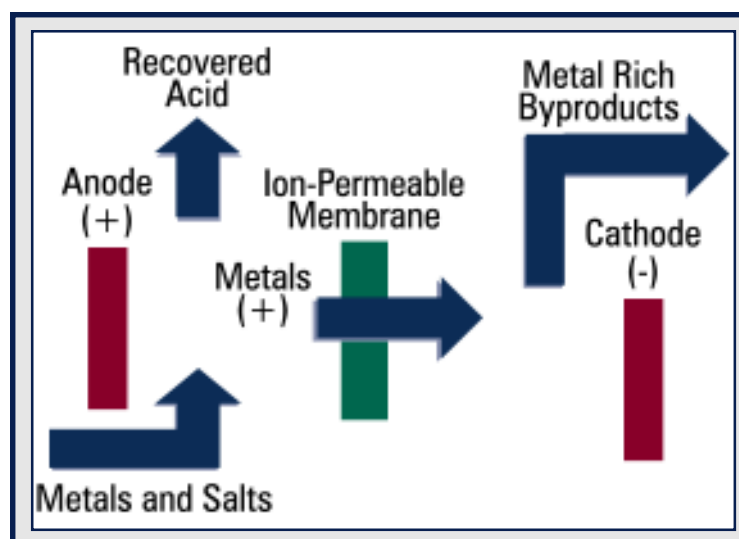 Recovered
Acid
Metal Rich
Byproducts
Anode
(+)
Ion-Permeable
Membrane
Cathode
(-)
Metals
(+)
Metals and Salts